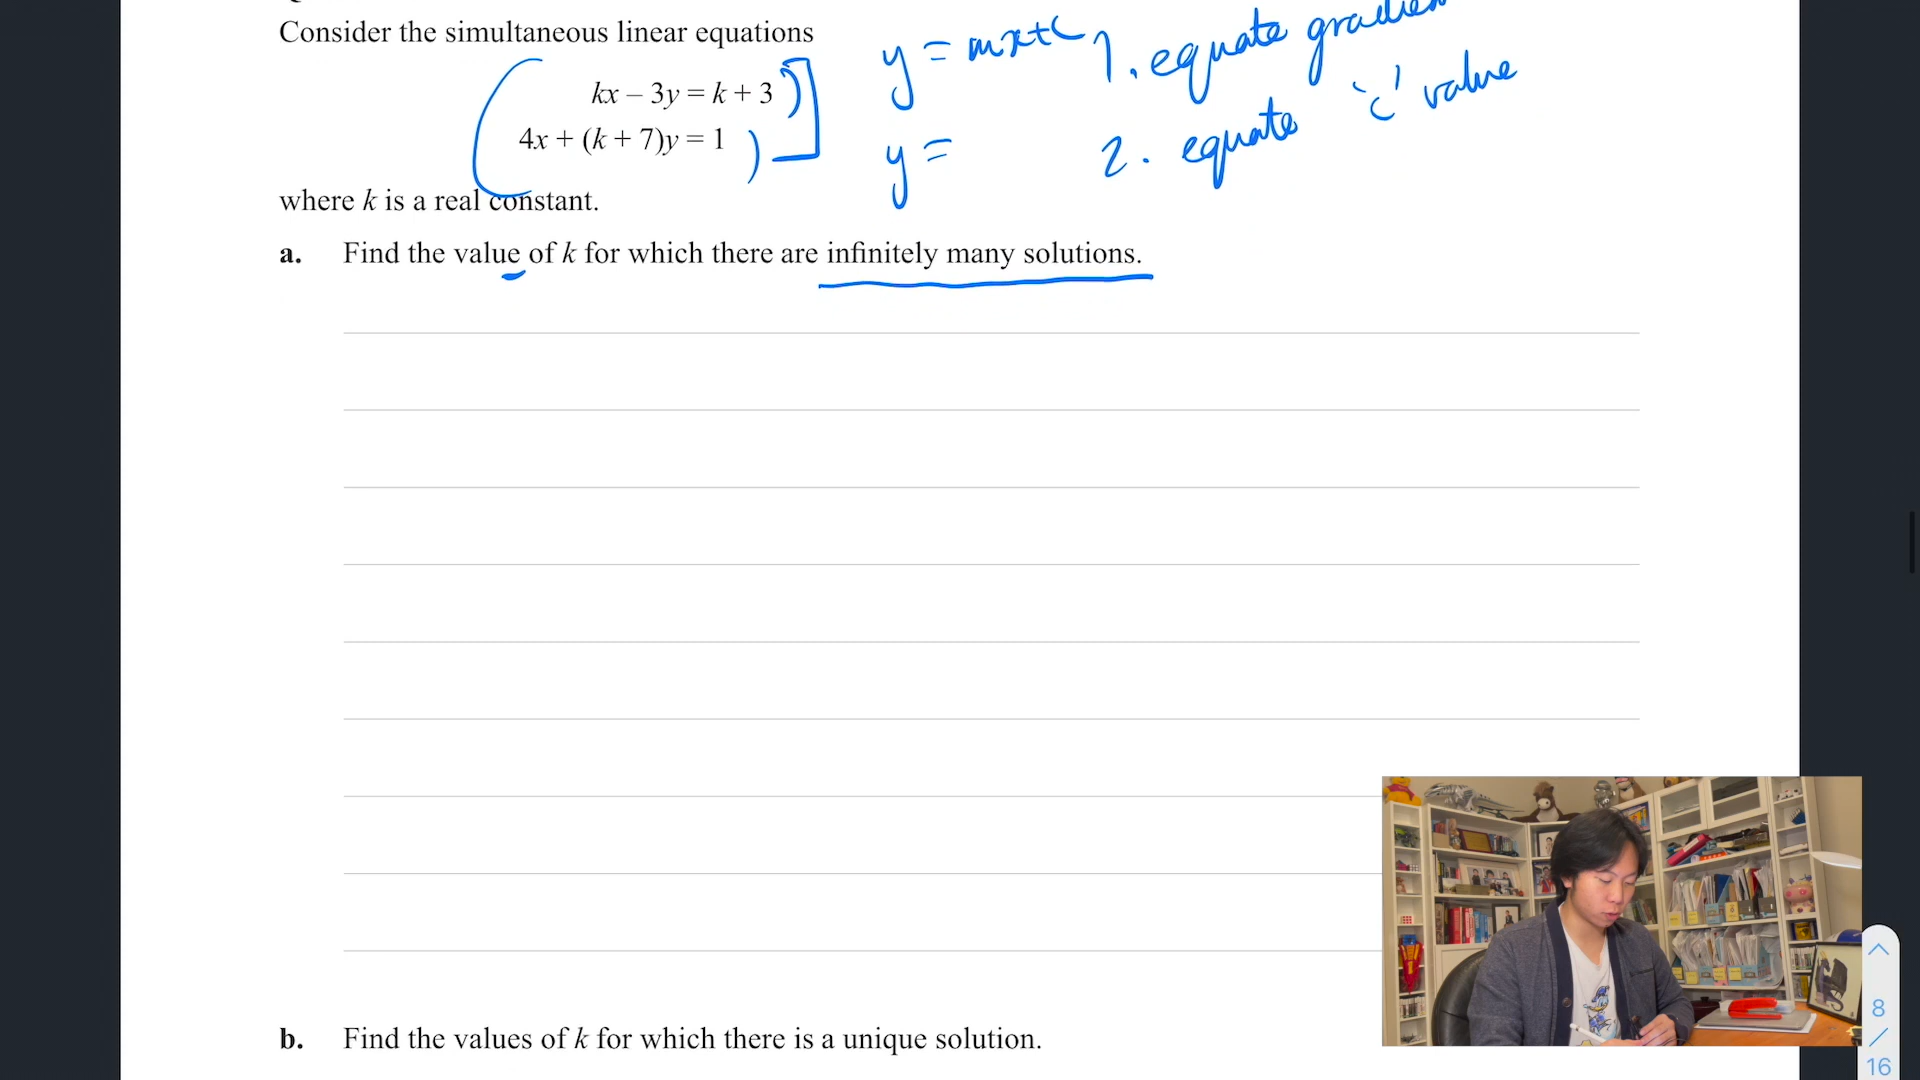 Consider the simultaneous linear equations
y = mx+c
1. equate
kx – 3y = k + 3
4x + (k + 7)y = 1
y =
2. equate 'c' value
where k is a real constant.
a. Find the value of k for which there are infinitely many solutions.
b. Find the values of k for which there is a unique solution.
8
/
16